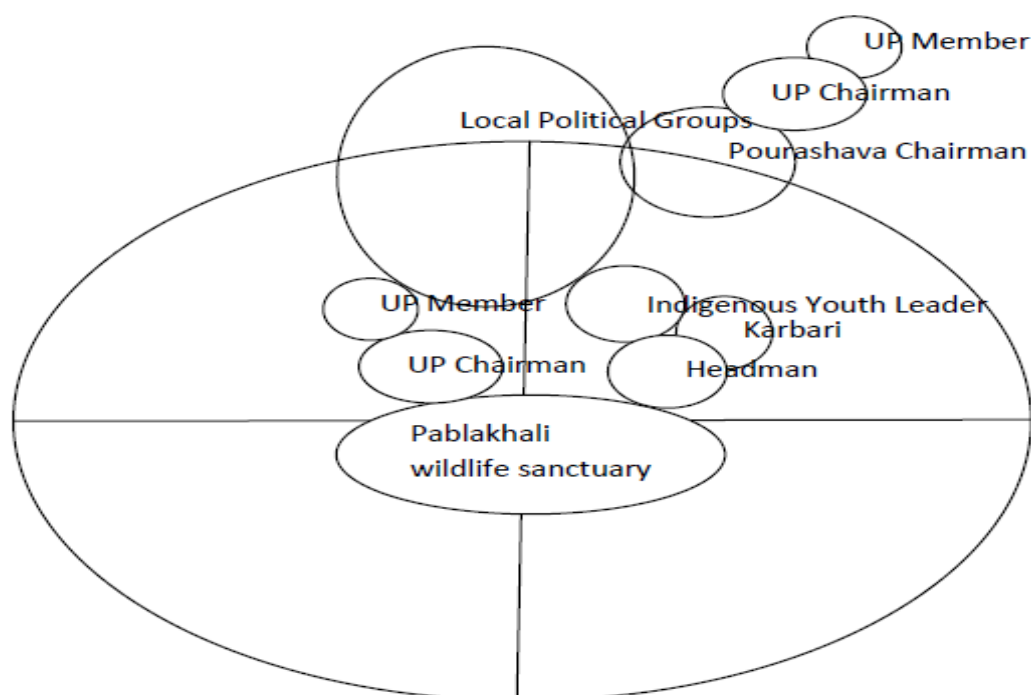 UP Member
UP Chairman
Local Political Groups
Pourashava Chairman
UP Member
Indigenous Youth Leader
Karbari
UP Chairman
Headman
Pablakhali
wildlife sanctuary